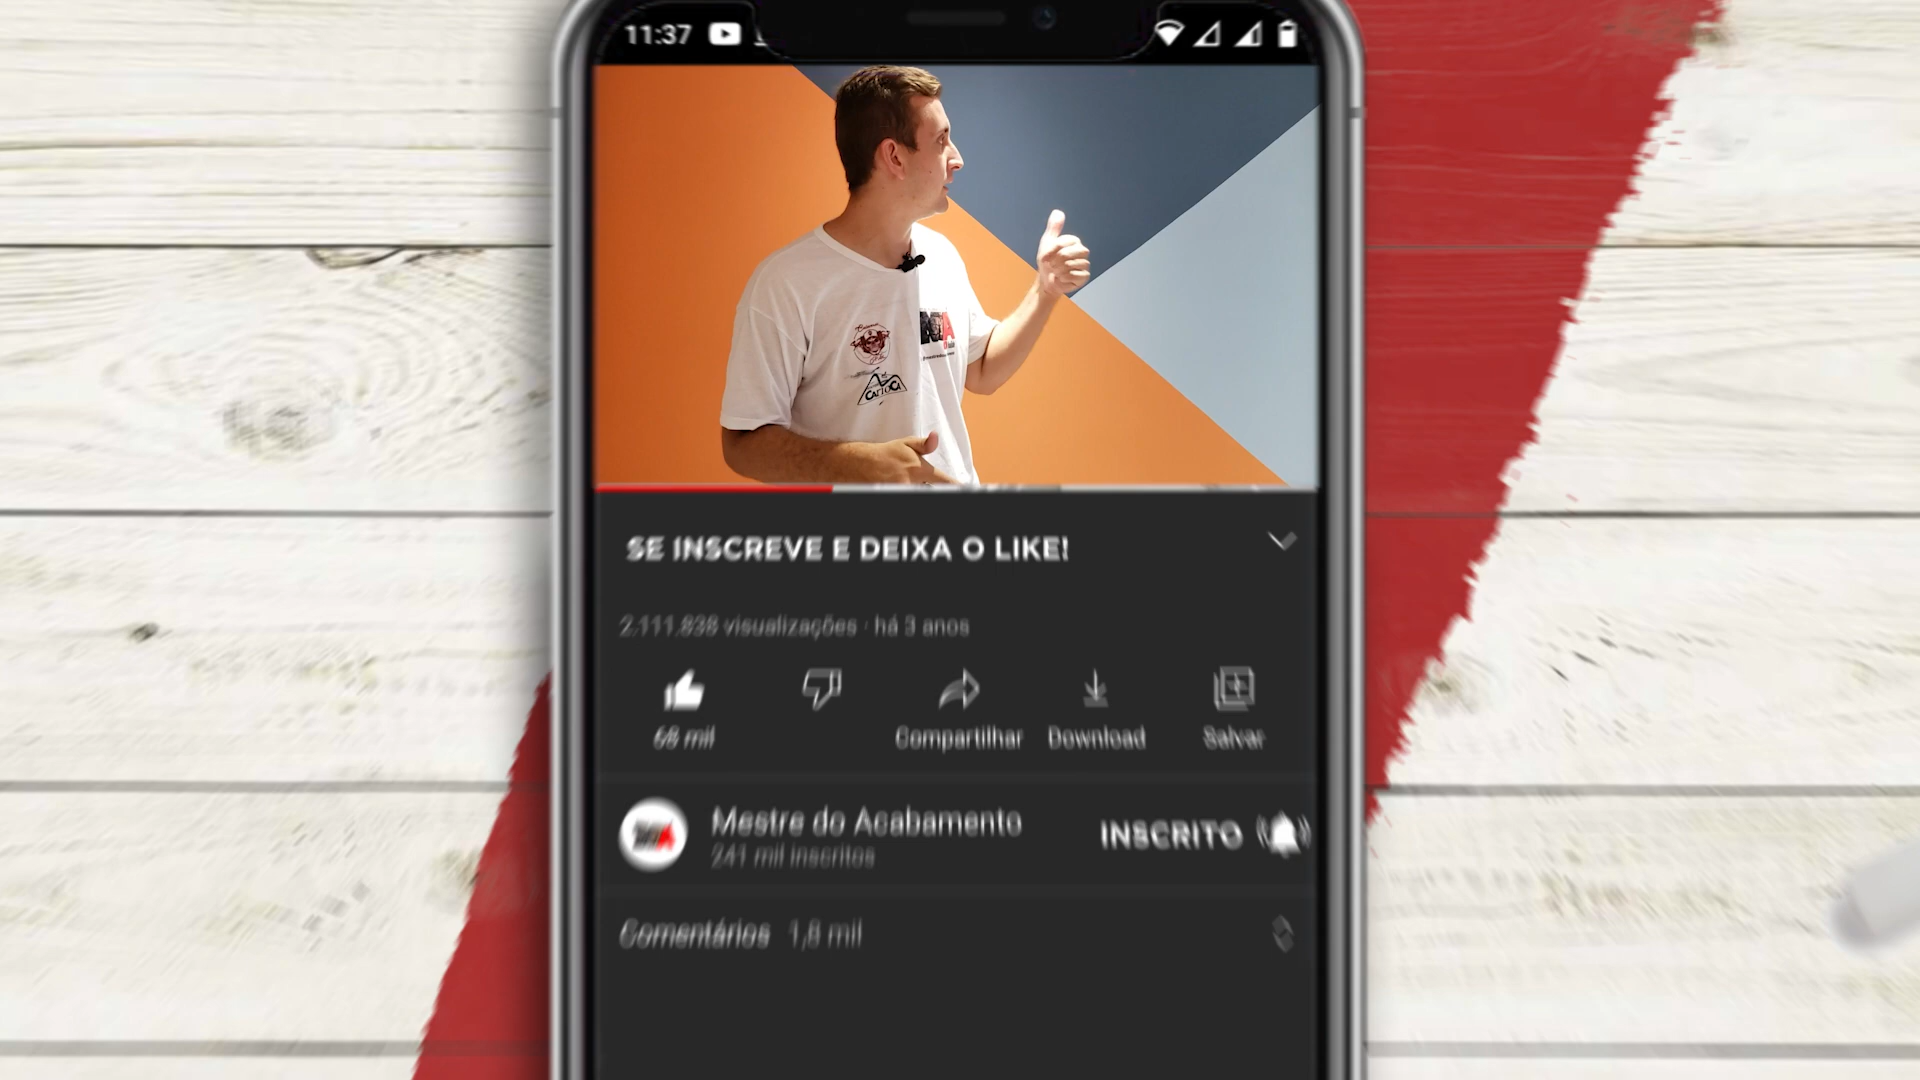 11:37
CARIOCA
SE INSCREVE E DEIXA O LIKE!
2.111.838 visualizações · há 3 anos
68 mil
Compartilhar
Download
Salvar
Mestre do Acabamento
241 mil inscritos
INSCRITO
Comentários 1,8 mil